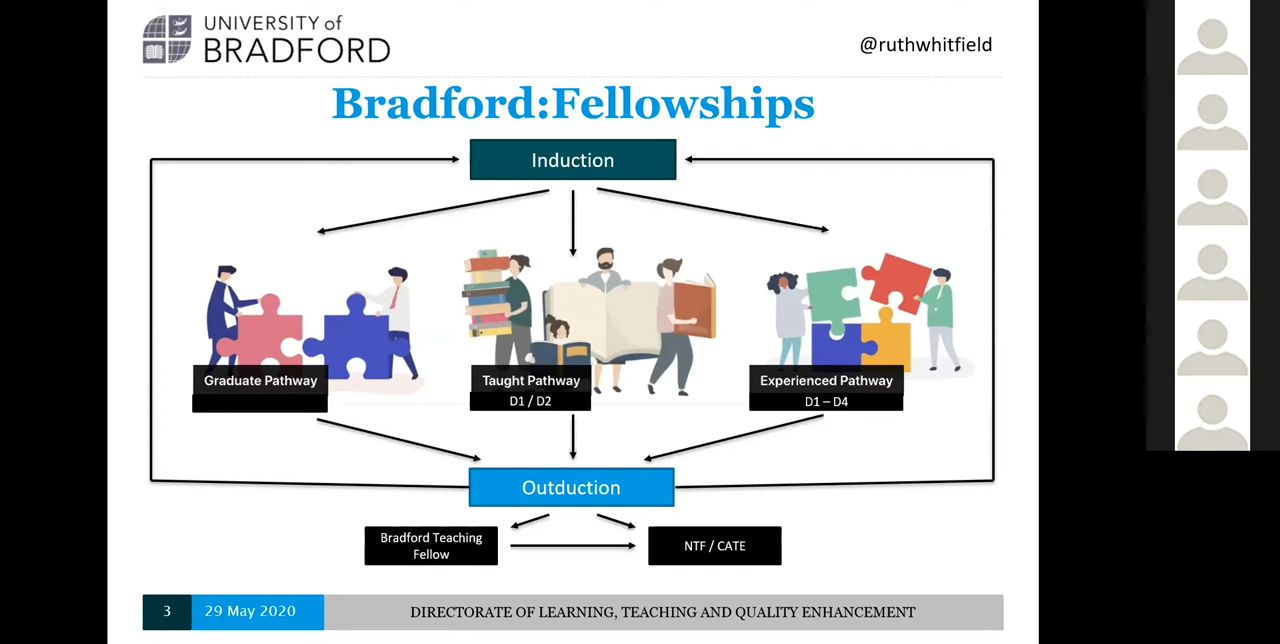 UNIVERSITY of
BRADFORD
@ruthwhitfield
Bradford:Fellowships
Induction
Graduate Pathway
Taught Pathway
D1 / D2
Experienced Pathway
D1 – D4
Outduction
Bradford Teaching
Fellow
NTF / CATE
3
29 May 2020
DIRECTORATE OF LEARNING, TEACHING AND QUALITY ENHANCEMENT